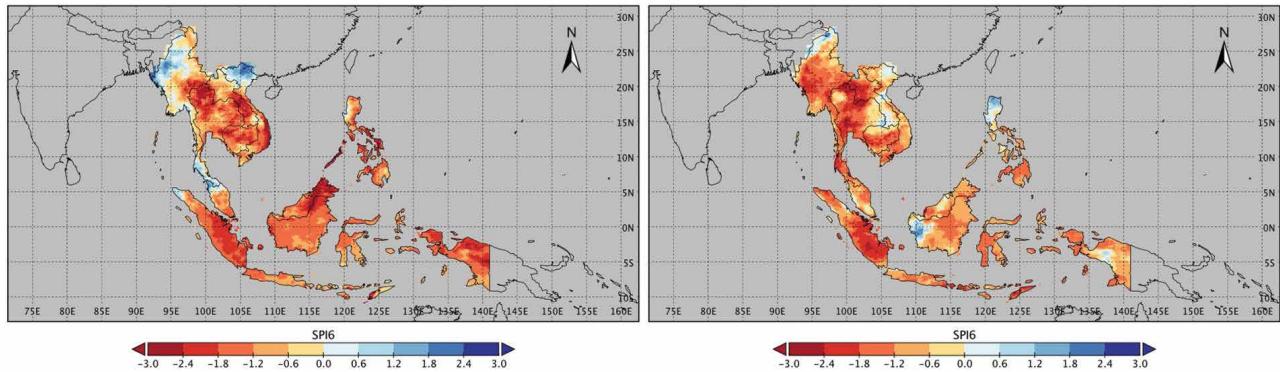 30N 30N
N N
25N 25N
20N 20N
15N 15N
10N 10N
5N 5N
0N 0N
5S 5S
10S 10S
75E 80E 85E 90E 95E 100E 105E 110E 115E 120E 125E 130E 135E 140E 145E 150E 155E 160E 75E 80E 85E 90E 95E 100E 105E 110E 115E 120E 125E 130E 135E 140E 145E 150E 155E 160E
SPI6 SPI6
−3.0 −2.4 −1.8 −1.2 −0.6 0.0 0.6 1.2 1.8 2.4 3.0 −3.0 −2.4 −1.8 −1.2 −0.6 0.0 0.6 1.2 1.8 2.4 3.0